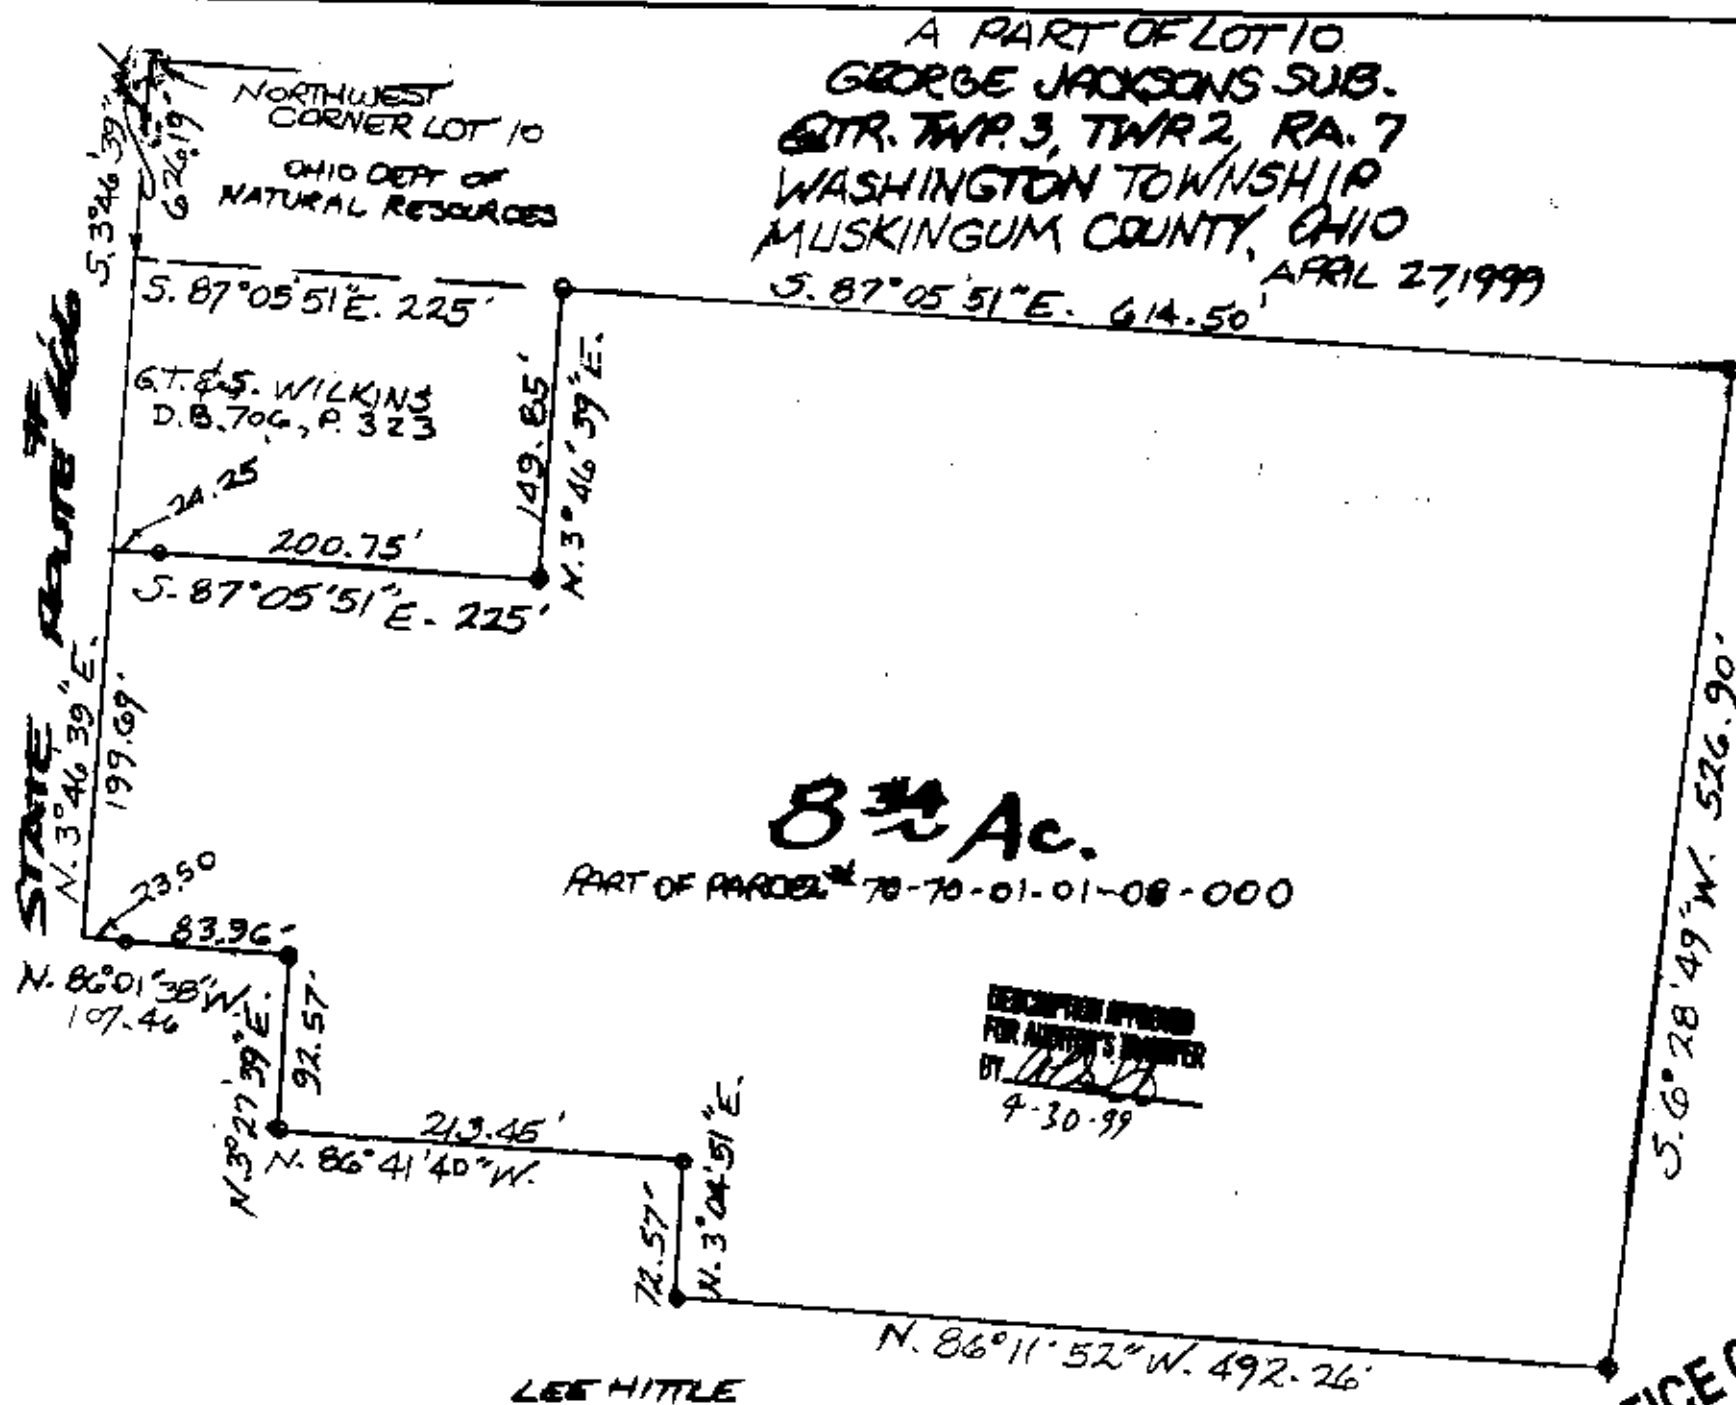 A PART OF LOT 10
GEORGE JACKSONS SUB.
QTR. TWP. 3, TWP. 2, RA. 7
WASHINGTON TOWNSHIP
MUSKINGUM COUNTY, OHIO
APRIL 27, 1999
NORTHWEST
CORNER LOT 10
OHIO DEPT OF
NATURAL RESOURCES
S. 3°46'39"W
626.19'
S. 87°05'51"E. 225'
S. 87°05'51"E. 614.50'
G.T. & S. WILKINS
D.B. 706, P. 323
149.85'
N. 3°46'39"E.
24.25
200.75'
S. 87°05'51"E. 225'
STATE ROUTE
N. 3°46'39"E.
199.69'
S. 6°28'49"W. 526.90'
8 3/4 Ac.
PART OF PARCEL # 70-70-01-01-08-000
23.50
83.96'
N. 86°01'38"W.
107.46
N. 3°27'39"E.
92.57'
DESCRIPTION APPROVED
FOR AUDITOR'S TRANSFER
BY
4-30-99
213.45'
N. 86°41'40"W.
72.57'
N. 3°04'51"E.
N. 86°11'52"W. 492.26'
LEE HITTLE